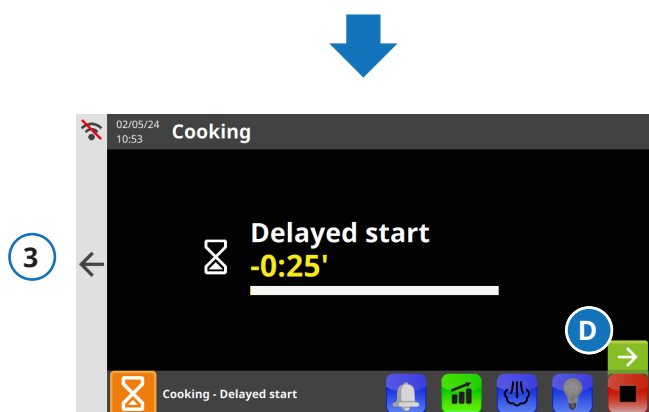 02/05/24
10:53
Cooking
3
Delayed start
-0:25'
D
Cooking - Delayed start